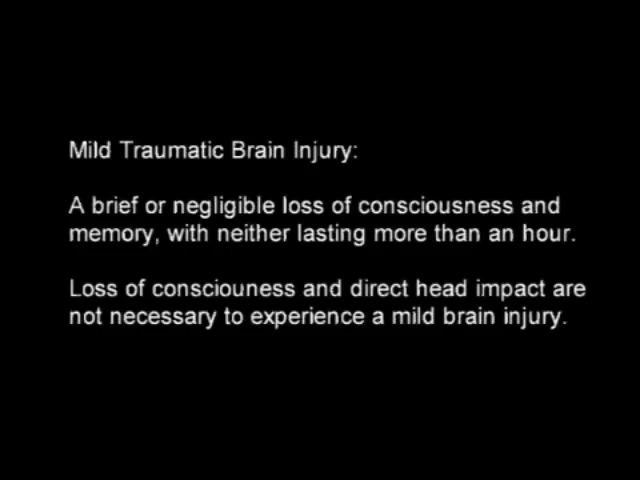 Mild Traumatic Brain Injury:
A brief or negligible loss of consciousness and
memory, with neither lasting more than an hour.
Loss of consciouness and direct head impact are
not necessary to experience a mild brain injury.